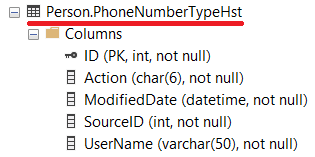 Person.PhoneNumberTypeHst
Columns
ID (PK, int, not null)
Action (char(6), not null)
ModifiedDate (datetime, not null)
SourceID (int, not null)
UserName (varchar(50), not null)